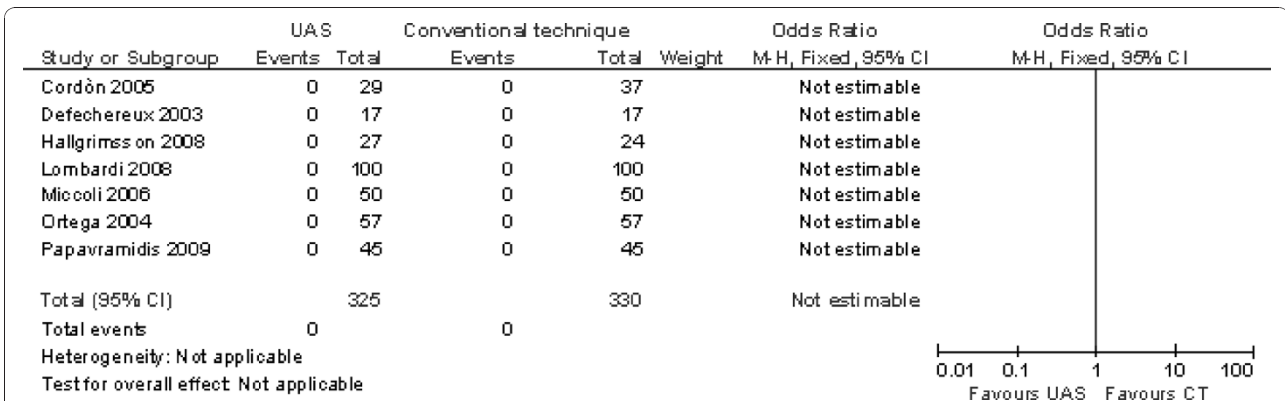 UAS Conventional technique Odds Ratio Odds Ratio
Study or Subgroup Events Total Events Total Weight M-H, Fixed, 95% CI M-H, Fixed, 95% CI
Cordòn 2005 0 29 0 37 Not estimable
Defechereux 2003 0 17 0 17 Not estimable
Hallgrimsson 2008 0 27 0 24 Not estimable
Lombardi 2008 0 100 0 100 Not estimable
Miccoli 2006 0 50 0 50 Not estimable
Ortega 2004 0 57 0 57 Not estimable
Papavramidis 2009 0 45 0 45 Not estimable
Total (95% CI) 325 330 Not estimable
Total events 0 0
Heterogeneity: Not applicable
Test for overall effect: Not applicable
0.01 0.1 1 10 100
Favours UAS Favours CT